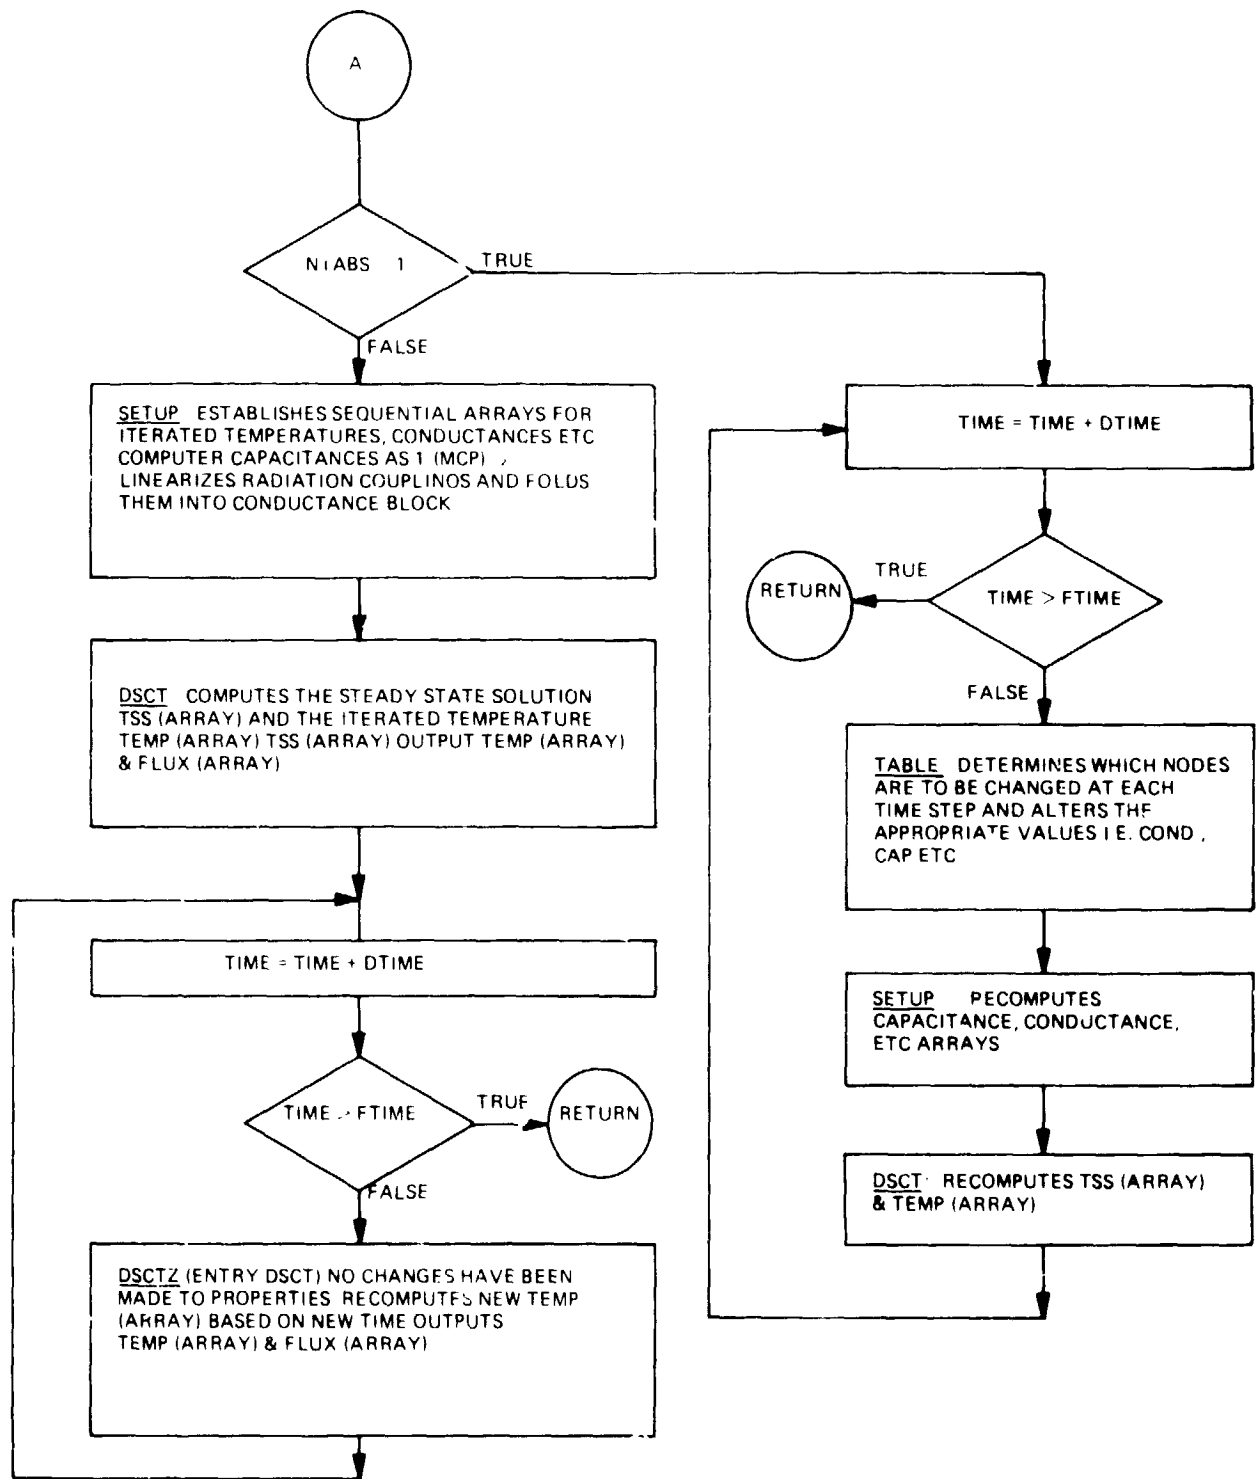 A
N ABS 1
TRUE
FALSE
SETUP ESTABLISHES SEQUENTIAL ARRAYS FOR
ITERATED TEMPERATURES, CONDUCTANCES ETC
COMPUTER CAPACITANCES AS 1 (MCP)
LINEARIZES RADIATION COUPLINOS AND FOLDS
THEM INTO CONDUCTANCE BLOCK
DSCT COMPUTES THE STEADY STATE SOLUTION
TSS (ARRAY) AND THE ITERATED TEMPERATURE
TEMP (ARRAY) TSS (ARRAY) OUTPUT TEMP (ARRAY)
& FLUX (ARRAY)
TIME = TIME + DTIME
TIME > FTIME
TRUE
RETURN
FALSE
DSCTZ (ENTRY DSCT) NO CHANGES HAVE BEEN
MADE TO PROPERTIES RECOMPUTES NEW TEMP
(ARRAY) BASED ON NEW TIME OUTPUTS
TEMP (ARRAY) & FLUX (ARRAY)
TIME = TIME + DTIME
TIME > FTIME
TRUE
RETURN
FALSE
TABLE DETERMINES WHICH NODES
ARE TO BE CHANGED AT EACH
TIME STEP AND ALTERS THE
APPROPRIATE VALUES I E. COND ,
CAP ETC
SETUP RECOMPUTES
CAPACITANCE, CONDUCTANCE,
ETC ARRAYS
DSCT RECOMPUTES TSS (ARRAY)
& TEMP (ARRAY)